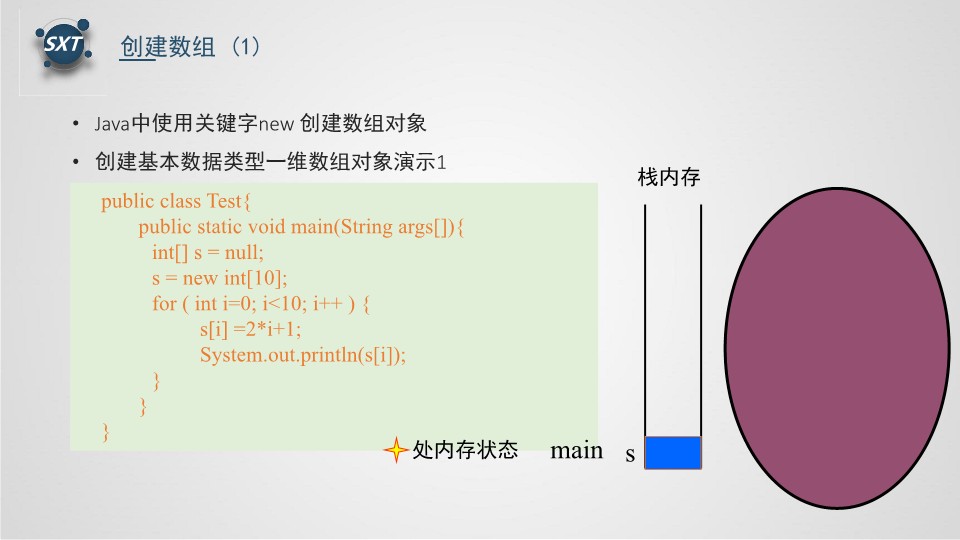 SXT
创建数组（1）
• Java中使用关键字new 创建数组对象
• 创建基本数据类型一维数组对象演示1
栈内存
public class Test{
public static void main(String args[]){
int[] s = null;
s = new int[10];
for ( int i=0; i<10; i++ ) {
s[i] =2*i+1;
System.out.println(s[i]);
}
}
}
处内存状态
main
s